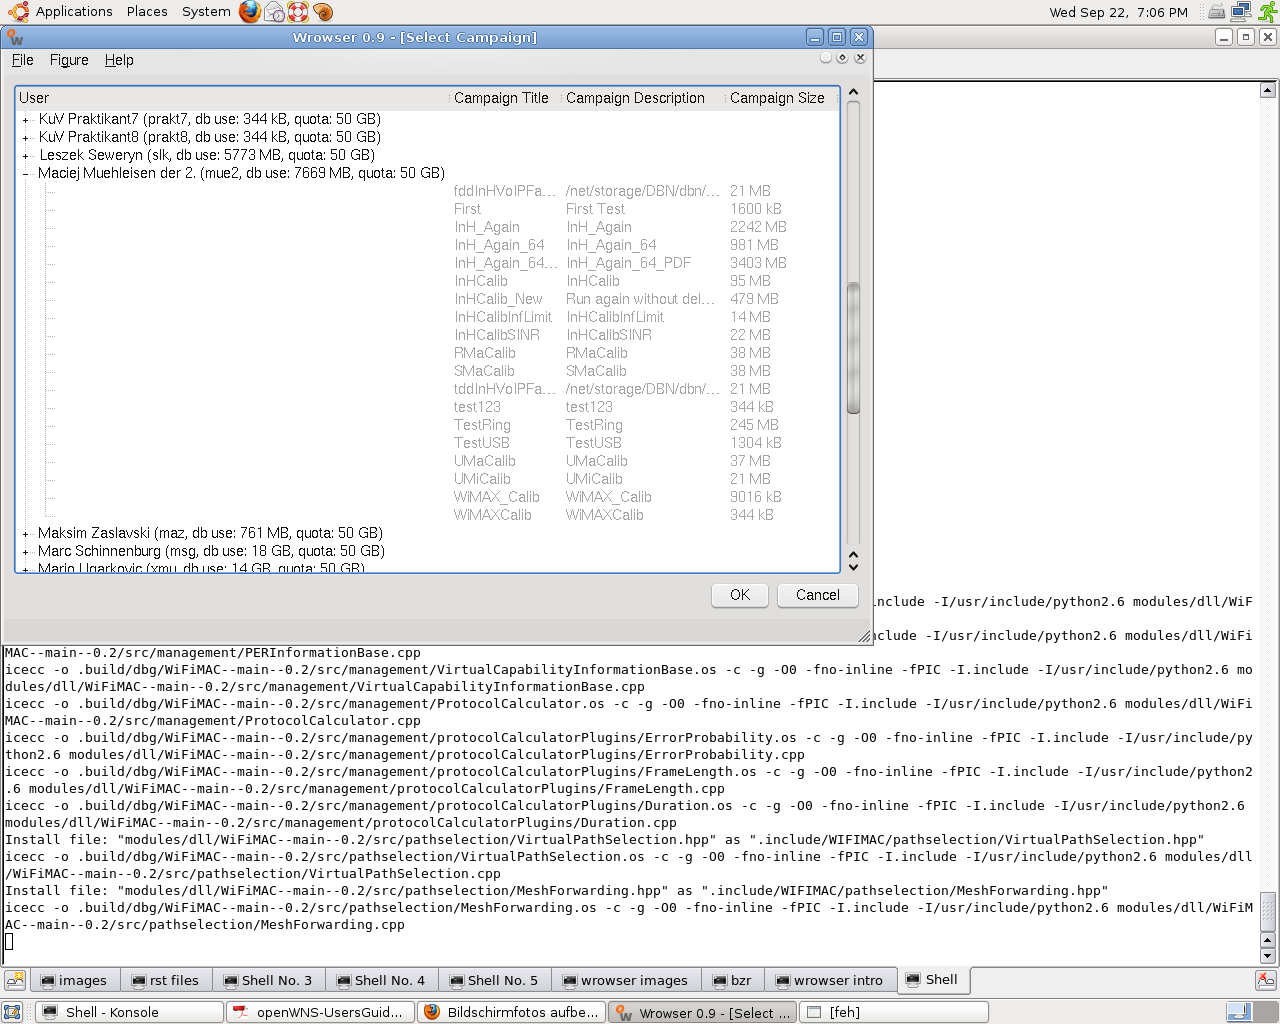 Applications Places System Wed Sep 22, 7:06 PM
Wrowser 0.9 - [Select Campaign]
File Figure Help
User Campaign Title Campaign Description Campaign Size
KuV Praktikant7 (prakt7, db use: 344 kB, quota: 50 GB)
KuV Praktikant8 (prakt8, db use: 344 kB, quota: 50 GB)
Leszek Seweryn (slk, db use: 5773 MB, quota: 50 GB)
Maciej Muehleisen der 2. (mue2, db use: 7669 MB, quota: 50 GB)
fddInHVoIPFa... /net/storage/DBN/dbn/... 21 MB
First First Test 1600 kB
InH_Again InH_Again 2242 MB
InH_Again_64 InH_Again_64 981 MB
InH_Again_64... InH_Again_64_PDF 3403 MB
InHCalib InHCalib 95 MB
InHCalib_New Run again without del... 479 MB
InHCalibInfLimit InHCalibInfLimit 14 MB
InHCalibSINR InHCalibSINR 22 MB
RMaCalib RMaCalib 38 MB
SMaCalib SMaCalib 38 MB
tddInHVoIPFa... /net/storage/DBN/dbn/... 21 MB
test123 test123 344 kB
TestRing TestRing 245 MB
TestUSB TestUSB 1304 kB
UMaCalib UMaCalib 37 MB
UMiCalib UMiCalib 21 MB
WiMAX_Calib WiMAX_Calib 9016 kB
WiMAXCalib WiMAXCalib 344 kB
Maksim Zaslavski (maz, db use: 761 MB, quota: 50 GB)
Marc Schinnenburg (msg, db use: 18 GB, quota: 50 GB)
Mario Ugarkovic (xmu, db use: 14 GB, quota: 50 GB)
OK Cancel
include -I/usr/include/python2.6 modules/dll/WiF
nclude -I/usr/include/python2.6 modules/dll/WiFi
MAC--main--0.2/src/management/PERInformationBase.cpp
icecc -o .build/dbg/WiFiMAC--main--0.2/src/management/VirtualCapabilityInformationBase.os -c -g -O0 -fno-inline -fPIC -I.include -I/usr/include/python2.6 mo
dules/dll/WiFiMAC--main--0.2/src/management/VirtualCapabilityInformationBase.cpp
icecc -o .build/dbg/WiFiMAC--main--0.2/src/management/ProtocolCalculator.os -c -g -O0 -fno-inline -fPIC -I.include -I/usr/include/python2.6 modules/dll/WiFi
MAC--main--0.2/src/management/ProtocolCalculator.cpp
icecc -o .build/dbg/WiFiMAC--main--0.2/src/management/protocolCalculatorPlugins/ErrorProbability.os -c -g -O0 -fno-inline -fPIC -I.include -I/usr/include/py
thon2.6 modules/dll/WiFiMAC--main--0.2/src/management/protocolCalculatorPlugins/ErrorProbability.cpp
icecc -o .build/dbg/WiFiMAC--main--0.2/src/management/protocolCalculatorPlugins/FrameLength.os -c -g -O0 -fno-inline -fPIC -I.include -I/usr/include/python2
.6 modules/dll/WiFiMAC--main--0.2/src/management/protocolCalculatorPlugins/FrameLength.cpp
icecc -o .build/dbg/WiFiMAC--main--0.2/src/management/protocolCalculatorPlugins/Duration.os -c -g -O0 -fno-inline -fPIC -I.include -I/usr/include/python2.6
modules/dll/WiFiMAC--main--0.2/src/management/protocolCalculatorPlugins/Duration.cpp
Install file: "modules/dll/WiFiMAC--main--0.2/src/pathselection/VirtualPathSelection.hpp" as ".include/WIFIMAC/pathselection/VirtualPathSelection.hpp"
icecc -o .build/dbg/WiFiMAC--main--0.2/src/pathselection/VirtualPathSelection.os -c -g -O0 -fno-inline -fPIC -I.include -I/usr/include/python2.6 modules/dll
/WiFiMAC--main--0.2/src/pathselection/VirtualPathSelection.cpp
Install file: "modules/dll/WiFiMAC--main--0.2/src/pathselection/MeshForwarding.hpp" as ".include/WIFIMAC/pathselection/MeshForwarding.hpp"
icecc -o .build/dbg/WiFiMAC--main--0.2/src/pathselection/MeshForwarding.os -c -g -O0 -fno-inline -fPIC -I.include -I/usr/include/python2.6 modules/dll/WiFiM
AC--main--0.2/src/pathselection/MeshForwarding.cpp
images rst files Shell No. 3 Shell No. 4 Shell No. 5 wrowser images bzr wrowser intro Shell
Shell - Konsole openWNS-UsersGuid... Bildschirmfotos aufbe... Wrowser 0.9 - [Select ... [feh]